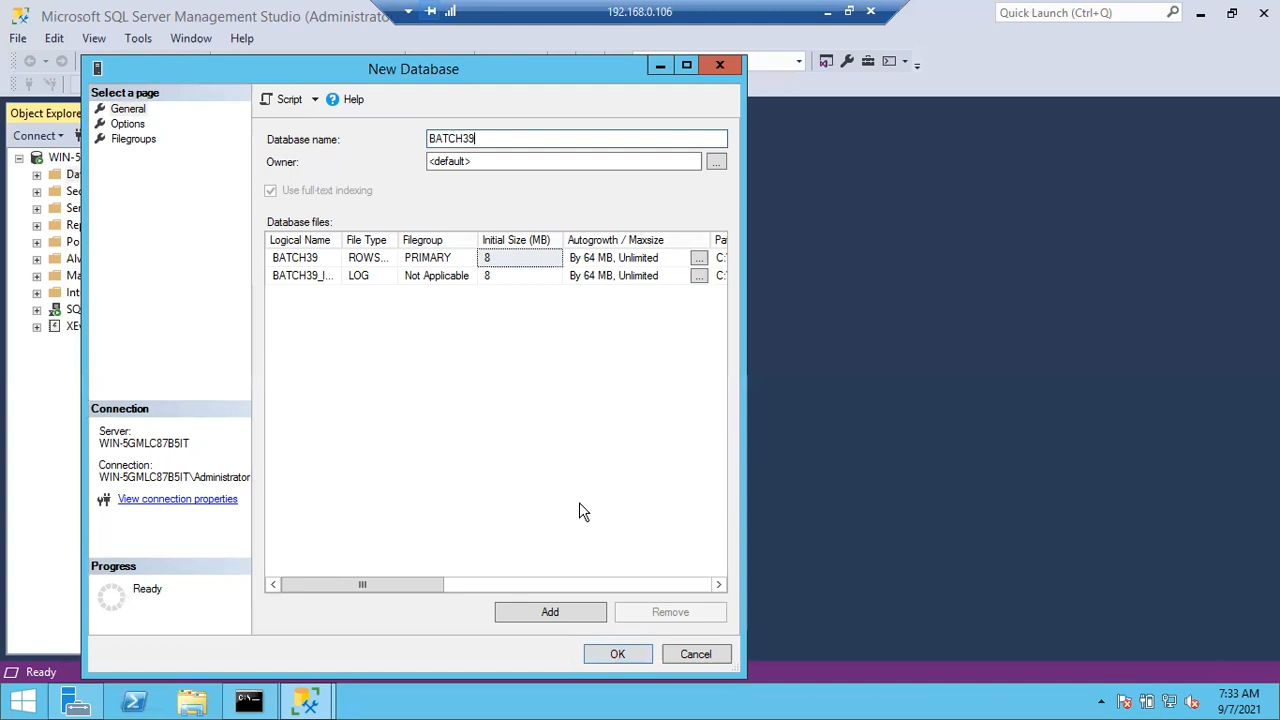 Microsoft SQL Server Management Studio (Administrator)
192.168.0.106
Quick Launch (Ctrl+Q)
File Edit View Tools Window Help
New Database
Object Explorer
Connect
WIN-5
Select a page
General
Options
Filegroups
Script Help
Database name: BATCH39
Owner: <default> ...
Use full-text indexing
Database files:
Logical Name File Type Filegroup Initial Size (MB) Autogrowth / Maxsize Pa
BATCH39 ROWS... PRIMARY 8 By 64 MB, Unlimited ... C:\
BATCH39_l... LOG Not Applicable 8 By 64 MB, Unlimited ... C:\
Connection
Server:
WIN-5GMLC87B5IT
Connection:
WIN-5GMLC87B5IT\Administrator
View connection properties
Progress
Ready
Add Remove
OK Cancel
Ready
7:33 AM
9/7/2021